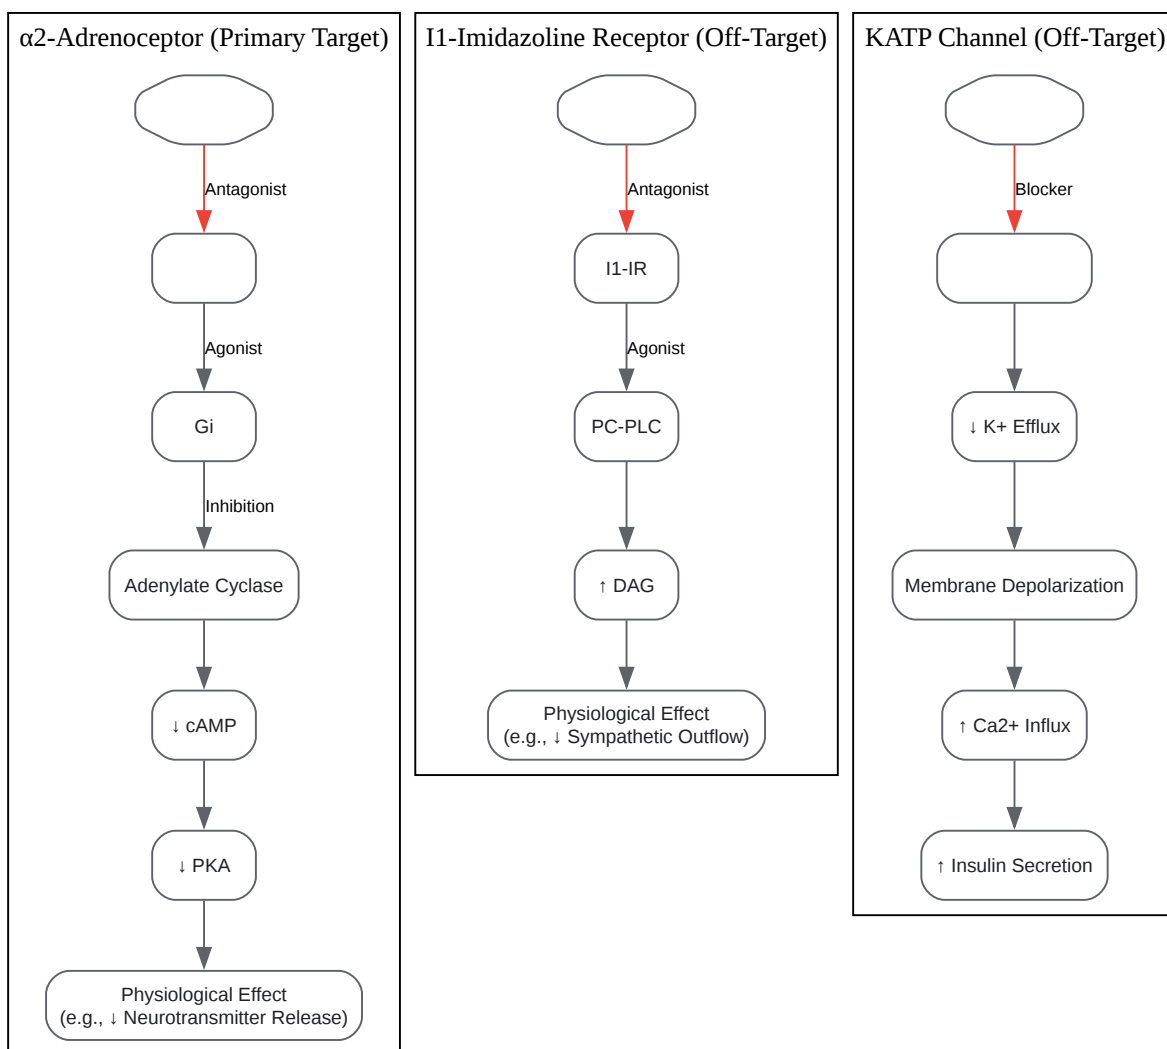 α2-Adrenoceptor (Primary Target)
Antagonist
Agonist
Gi
Inhibition
Adenylate Cyclase
↓ cAMP
↓ PKA
Physiological Effect
(e.g., ↓ Neurotransmitter Release)
I1-Imidazoline Receptor (Off-Target)
Antagonist
I1-IR
Agonist
PC-PLC
↑ DAG
Physiological Effect
(e.g., ↓ Sympathetic Outflow)
KATP Channel (Off-Target)
Blocker
↓ K+ Efflux
Membrane Depolarization
↑ Ca2+ Influx
↑ Insulin Secretion